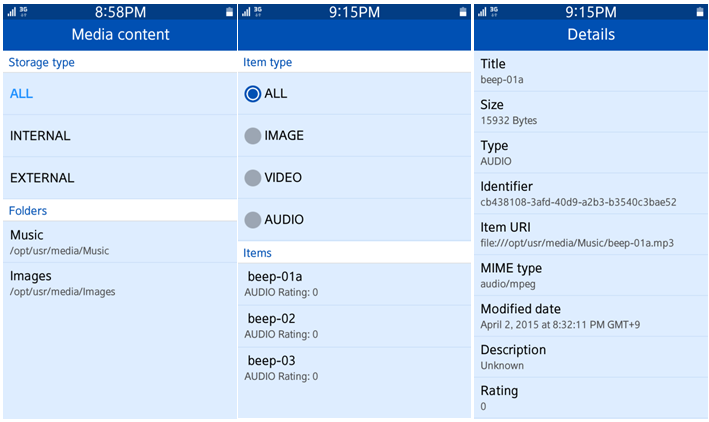 3G
8:58PM
Media content
Storage type
ALL
INTERNAL
EXTERNAL
Folders
Music
/opt/usr/media/Music
Images
/opt/usr/media/Images
3G
9:15PM
Item type
ALL
IMAGE
VIDEO
AUDIO
Items
beep-01a
AUDIO Rating: 0
beep-02
AUDIO Rating: 0
beep-03
AUDIO Rating: 0
3G
9:15PM
Details
Title
beep-01a
Size
15932 Bytes
Type
AUDIO
Identifier
cb438108-3afd-40d9-a2b3-b3540c3bae52
Item URI
file:///opt/usr/media/Music/beep-01a.mp3
MIME type
audio/mpeg
Modified date
April 2, 2015 at 8:32:11 PM GMT+9
Description
Unknown
Rating
0